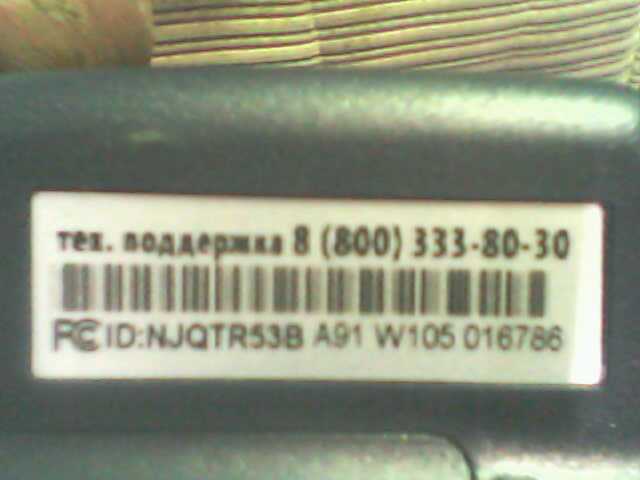 тех. поддержка 8 (800) 333-80-30
FC ID:NJQTR53B A91 W105 016786